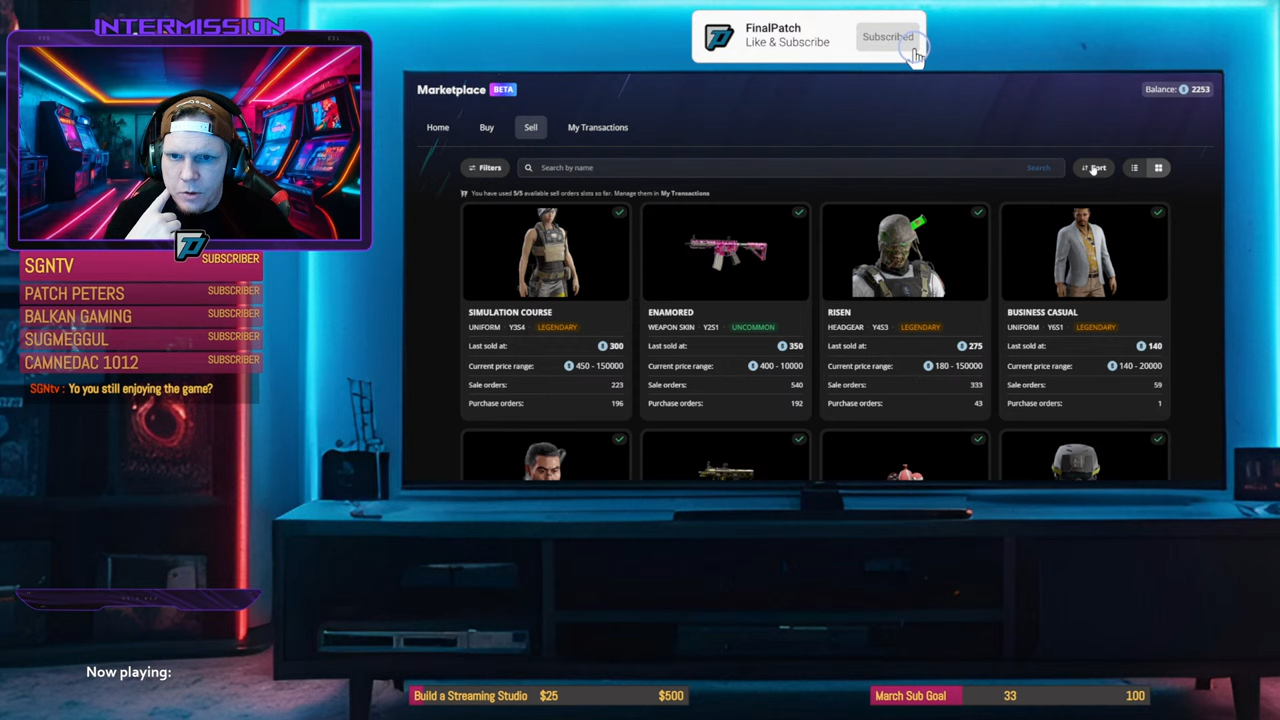 INTERMISSION
FinalPatch
Like & Subscribe
Subscribed
Marketplace BETA
Balance: 2253
Home Buy Sell My Transactions
Filters Search by name Search Sort
You have used 5/5 available sell orders slots so far. Manage them in My Transactions
SIMULATION COURSE
UNIFORM · Y3S4 · LEGENDARY
Last sold at: 300
Current price range: 450 - 150000
Sale orders: 223
Purchase orders: 196
ENAMORED
WEAPON SKIN · Y2S1 · UNCOMMON
Last sold at: 350
Current price range: 400 - 10000
Sale orders: 540
Purchase orders: 192
RISEN
HEADGEAR · Y4S3 · LEGENDARY
Last sold at: 275
Current price range: 180 - 150000
Sale orders: 333
Purchase orders: 43
BUSINESS CASUAL
UNIFORM · Y6S1 · LEGENDARY
Last sold at: 140
Current price range: 140 - 20000
Sale orders: 59
Purchase orders: 1
SGNTV SUBSCRIBER
PATCH PETERS SUBSCRIBER
BALKAN GAMING SUBSCRIBER
SUGMEGGUL SUBSCRIBER
CAMNEDAC 1012 SUBSCRIBER
SGNTV : Yo you still enjoying the game?
Now playing:
Build a Streaming Studio $25 $500
March Sub Goal 33 100